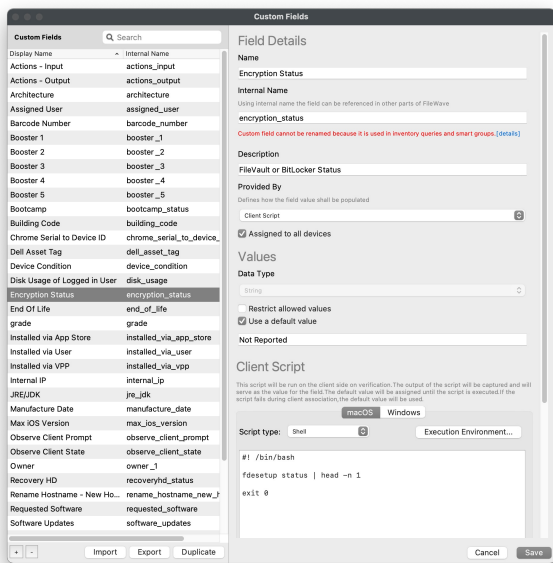 Custom Fields
Custom Fields
Search
Display Name Internal Name
Actions - Input actions_input
Actions - Output actions_output
Architecture architecture
Assigned User assigned_user
Barcode Number barcode_number
Booster 1 booster _1
Booster 2 booster _2
Booster 3 booster _3
Booster 4 booster _4
Booster 5 booster _5
Bootcamp bootcamp_status
Building Code building_code
Chrome Serial to Device ID chrome_serial_to_device_
Dell Asset Tag dell_asset_tag
Device Condition device_condition
Disk Usage of Logged in User disk_usage
Encryption Status encryption_status
End Of Life end_of_life
grade grade
Installed via App Store installed_via_app_store
Installed via User installed_via_user
Installed via VPP installed_via_vpp
Internal IP internal_ip
JRE/JDK jre_jdk
Manufacture Date manufacture_date
Max iOS Version max_ios_version
Observe Client Prompt observe_client_prompt
Observe Client State observe_client_state
Owner owner _1
Recovery HD recoveryhd_status
Rename Hostname - New Ho... rename_hostname_new_h
Requested Software requested_software
Software Updates software_updates
+ - Import Export Duplicate
Field Details
Name
Encryption Status
Internal Name
Using internal name the field can be referenced in other parts of FileWave
encryption_status
Custom field cannot be renamed because it is used in inventory queries and smart groups.[details]
Description
FileVault or BitLocker Status
Provided By
Defines how the field value shall be populated
Client Script
Assigned to all devices
Values
Data Type
String
Restrict allowed values
Use a default value
Not Reported
Client Script
This script will be run on the client side on verification.The output of the script will be captured and will
serve as the value for the field.The default value will be assigned until the script is executed.If the
script fails during client association,the default value will be used.
macOS Windows
Script type: Shell Execution Environment...
#! /bin/bash
fdesetup status | head -n 1
exit 0
Cancel Save